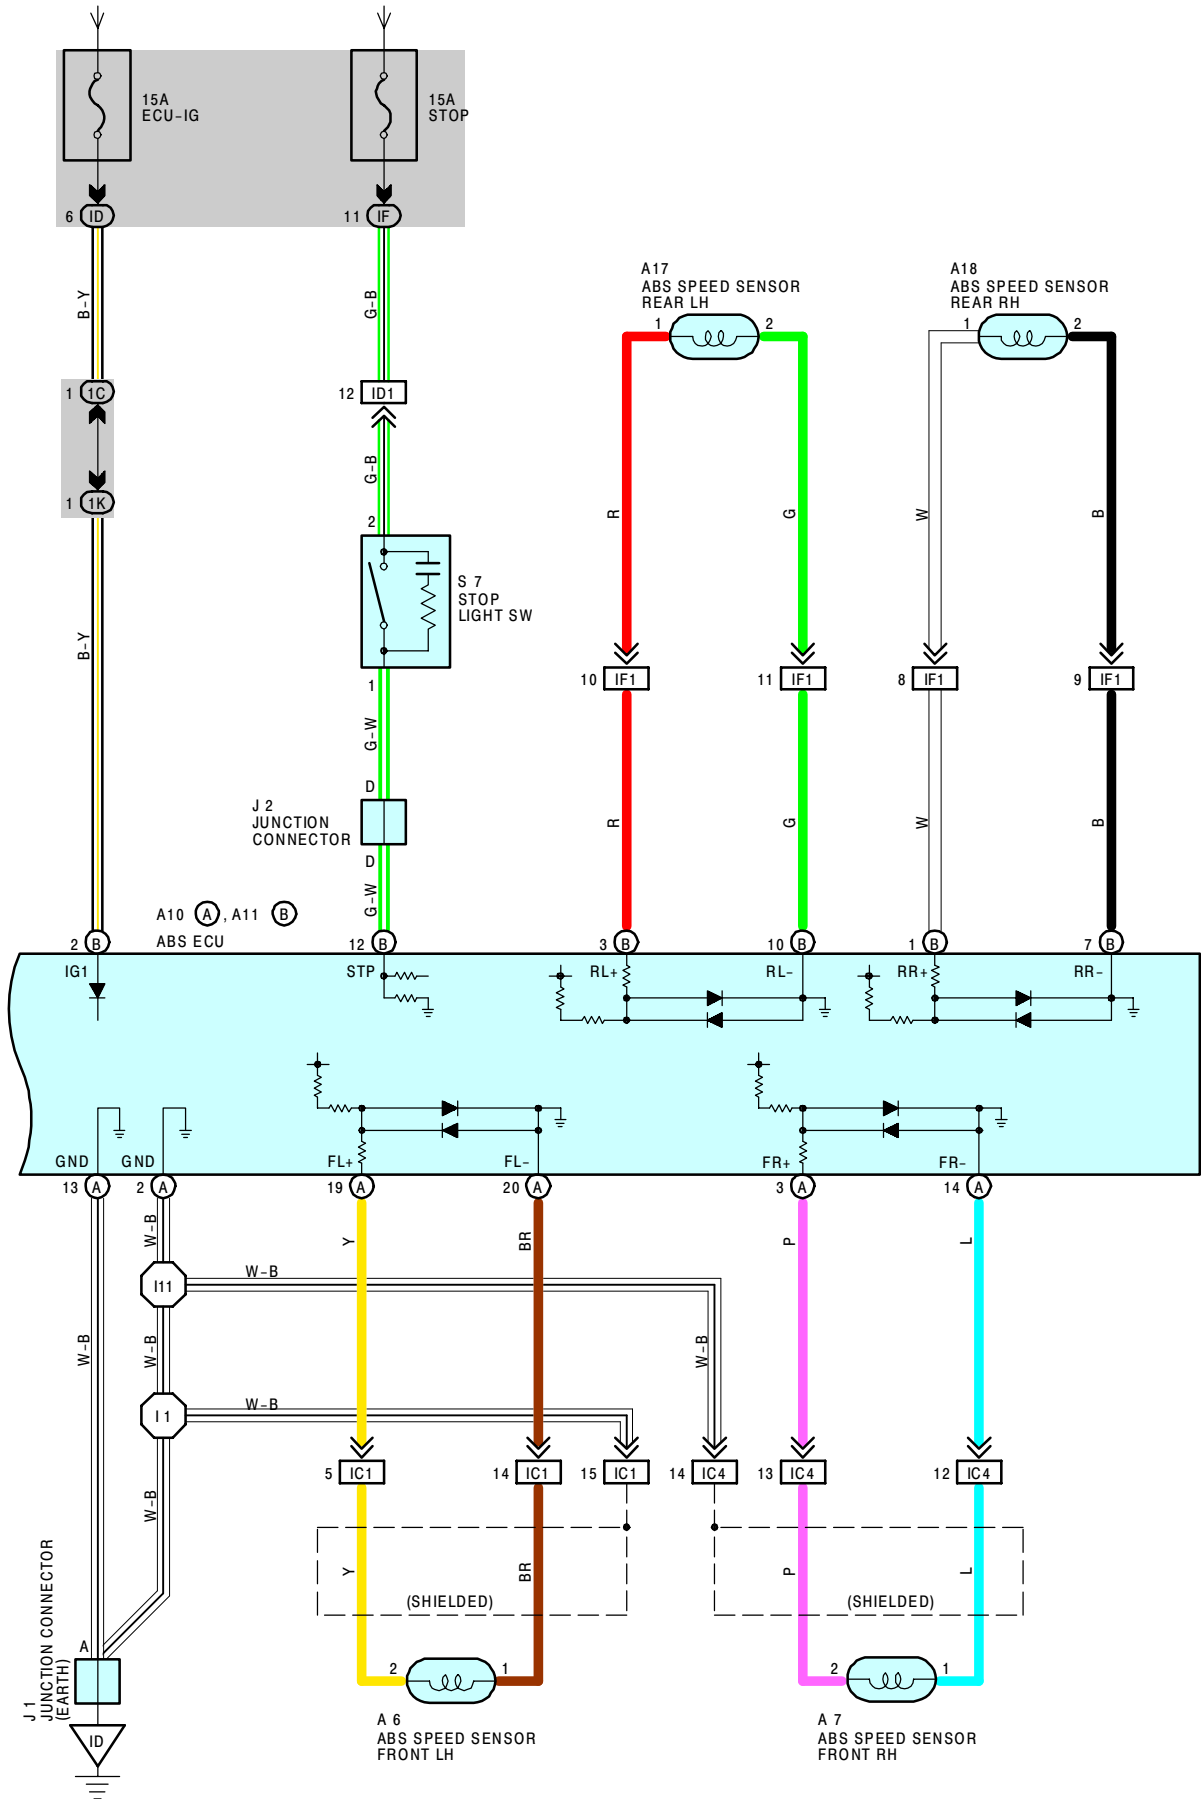 15A
ECU-IG
15A
STOP
6 ID
11 IF
B-Y
G-B
A17
ABS SPEED SENSOR
REAR LH
A18
ABS SPEED SENSOR
REAR RH
1 2
1 2
1 1C
12 ID1
G-B
1 1K
2
R
G
W
B
S 7
STOP
LIGHT SW
B-Y
1
10 IF1
11 IF1
8 IF1
9 IF1
G-W
D
J 2
JUNCTION
CONNECTOR
D
G-W
R
G
W
B
A10 A , A11 B
ABS ECU
2 B
12 B
3 B
10 B
1 B
7 B
IG1
STP
RL+
RL-
RR+
RR-
GND
GND
FL+
FL-
FR+
FR-
13 A
2 A
19 A
20 A
3 A
14 A
W-B
Y
BR
P
L
I11
W-B
W-B
W-B
W-B
I 1
W-B
5 IC1
14 IC1
15 IC1
14 IC4
13 IC4
12 IC4
W-B
Y
BR
P
L
(SHIELDED)
(SHIELDED)
A
J 1
JUNCTION CONNECTOR
(EARTH)
2 1
2 1
ID
A 6
ABS SPEED SENSOR
FRONT LH
A 7
ABS SPEED SENSOR
FRONT RH